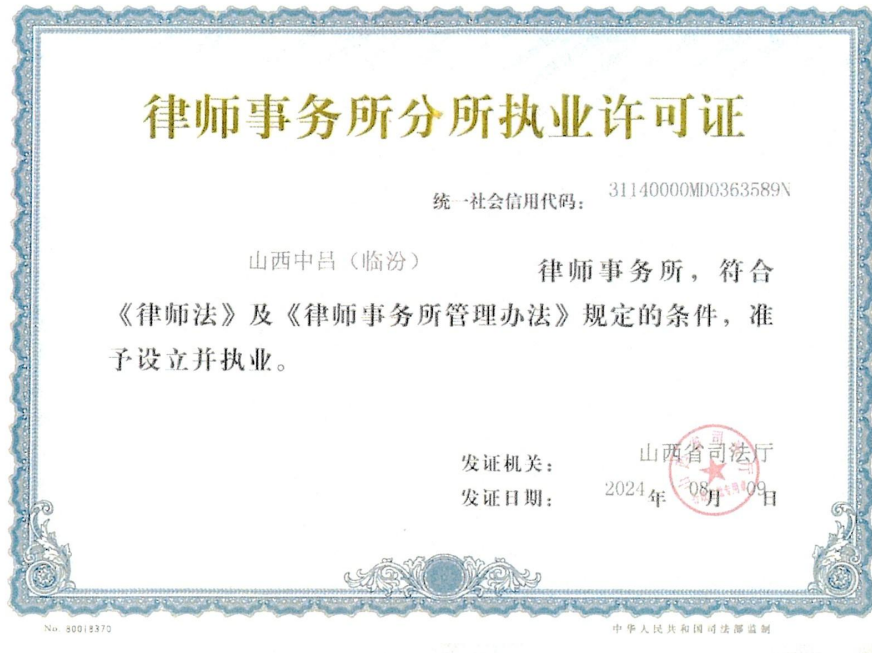 律师事务所分所执业许可证
统一社会信用代码： 31140000MD0363589N
山西中吕（临汾） 律师事务所，符合
《律师法》及《律师事务所管理办法》规定的条件，准
予设立并执业。
发证机关： 山西省司法厅
发证日期： 2024年 08月 09日
No. 80018370
中华人民共和国司法部监制